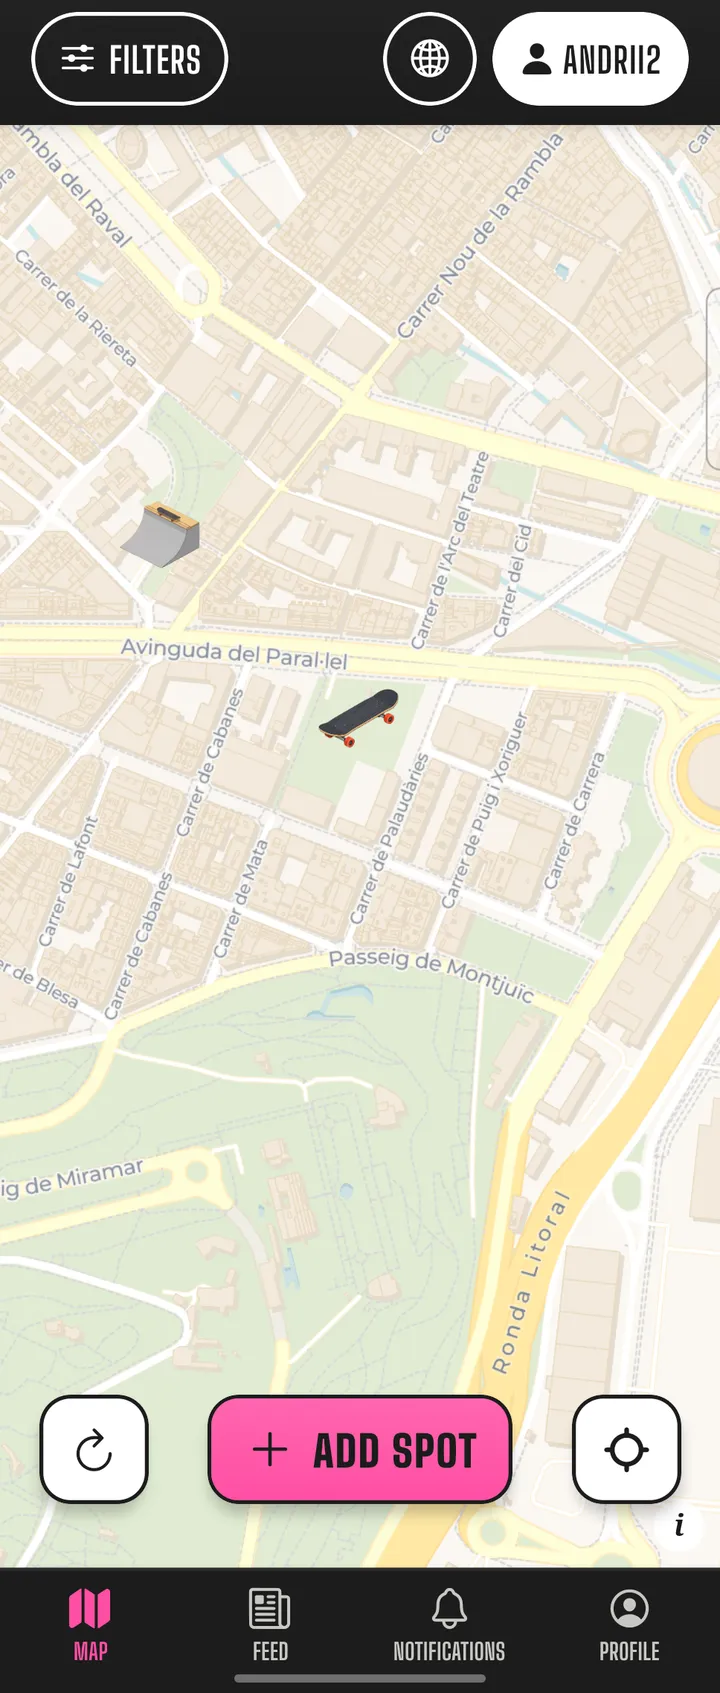 FILTERS
ANDRII2
ambla del Raval
Carrer Nou de la Rambla
Carrer de la Riereta
Carrer de l'Arc del Teatre
Carrer del Cid
Avinguda del Paral·lel
Carrer de Cabanes
Carrer de Palaudàries
Carrer de Puig i Xoriguer
Carrer de Carrera
Carrer de Lafont
Carrer de Cabanes
Carrer de Mata
er de Blesa
Passeig de Montjuïc
ig de Miramar
Ronda Litoral
ADD SPOT
i
MAP
FEED
NOTIFICATIONS
PROFILE